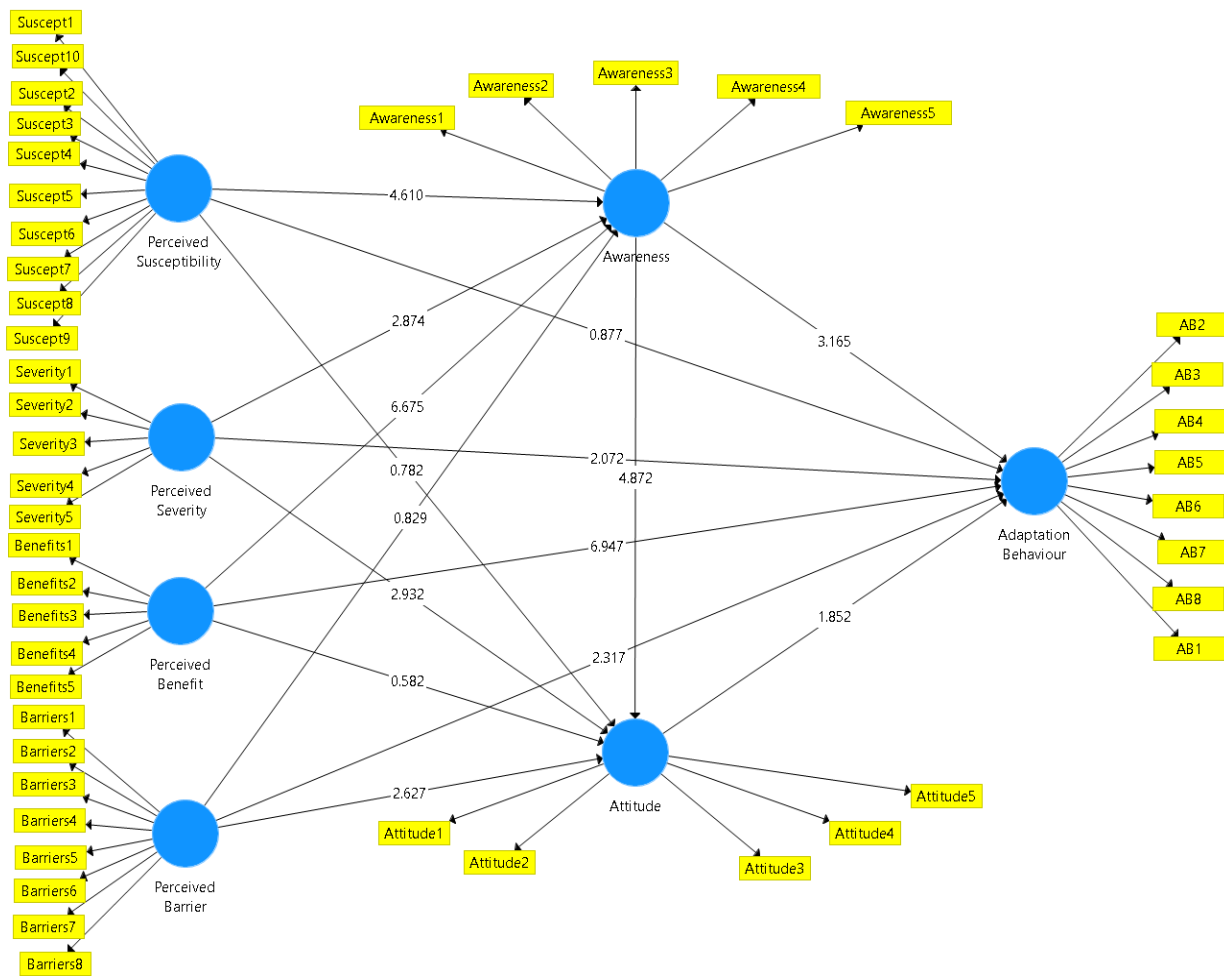 Suscept1
Suscept10
Suscept2
Suscept3
Suscept4
Suscept5
Suscept6
Suscept7
Suscept8
Suscept9
Perceived
Susceptibility
Severity1
Severity2
Severity3
Severity4
Severity5
Perceived
Severity
Benefits1
Benefits2
Benefits3
Benefits4
Benefits5
Perceived
Benefit
Barriers1
Barriers2
Barriers3
Barriers4
Barriers5
Barriers6
Barriers7
Barriers8
Perceived
Barrier
4.610
2.874
6.675
0.782
0.829
2.932
0.582
2.627
Awareness1
Awareness2
Awareness3
Awareness4
Awareness5
Awareness
0.877
2.072
4.872
6.947
2.317
3.165
1.852
Attitude
Attitude1
Attitude2
Attitude3
Attitude4
Attitude5
Adaptation
Behaviour
AB2
AB3
AB4
AB5
AB6
AB7
AB8
AB1